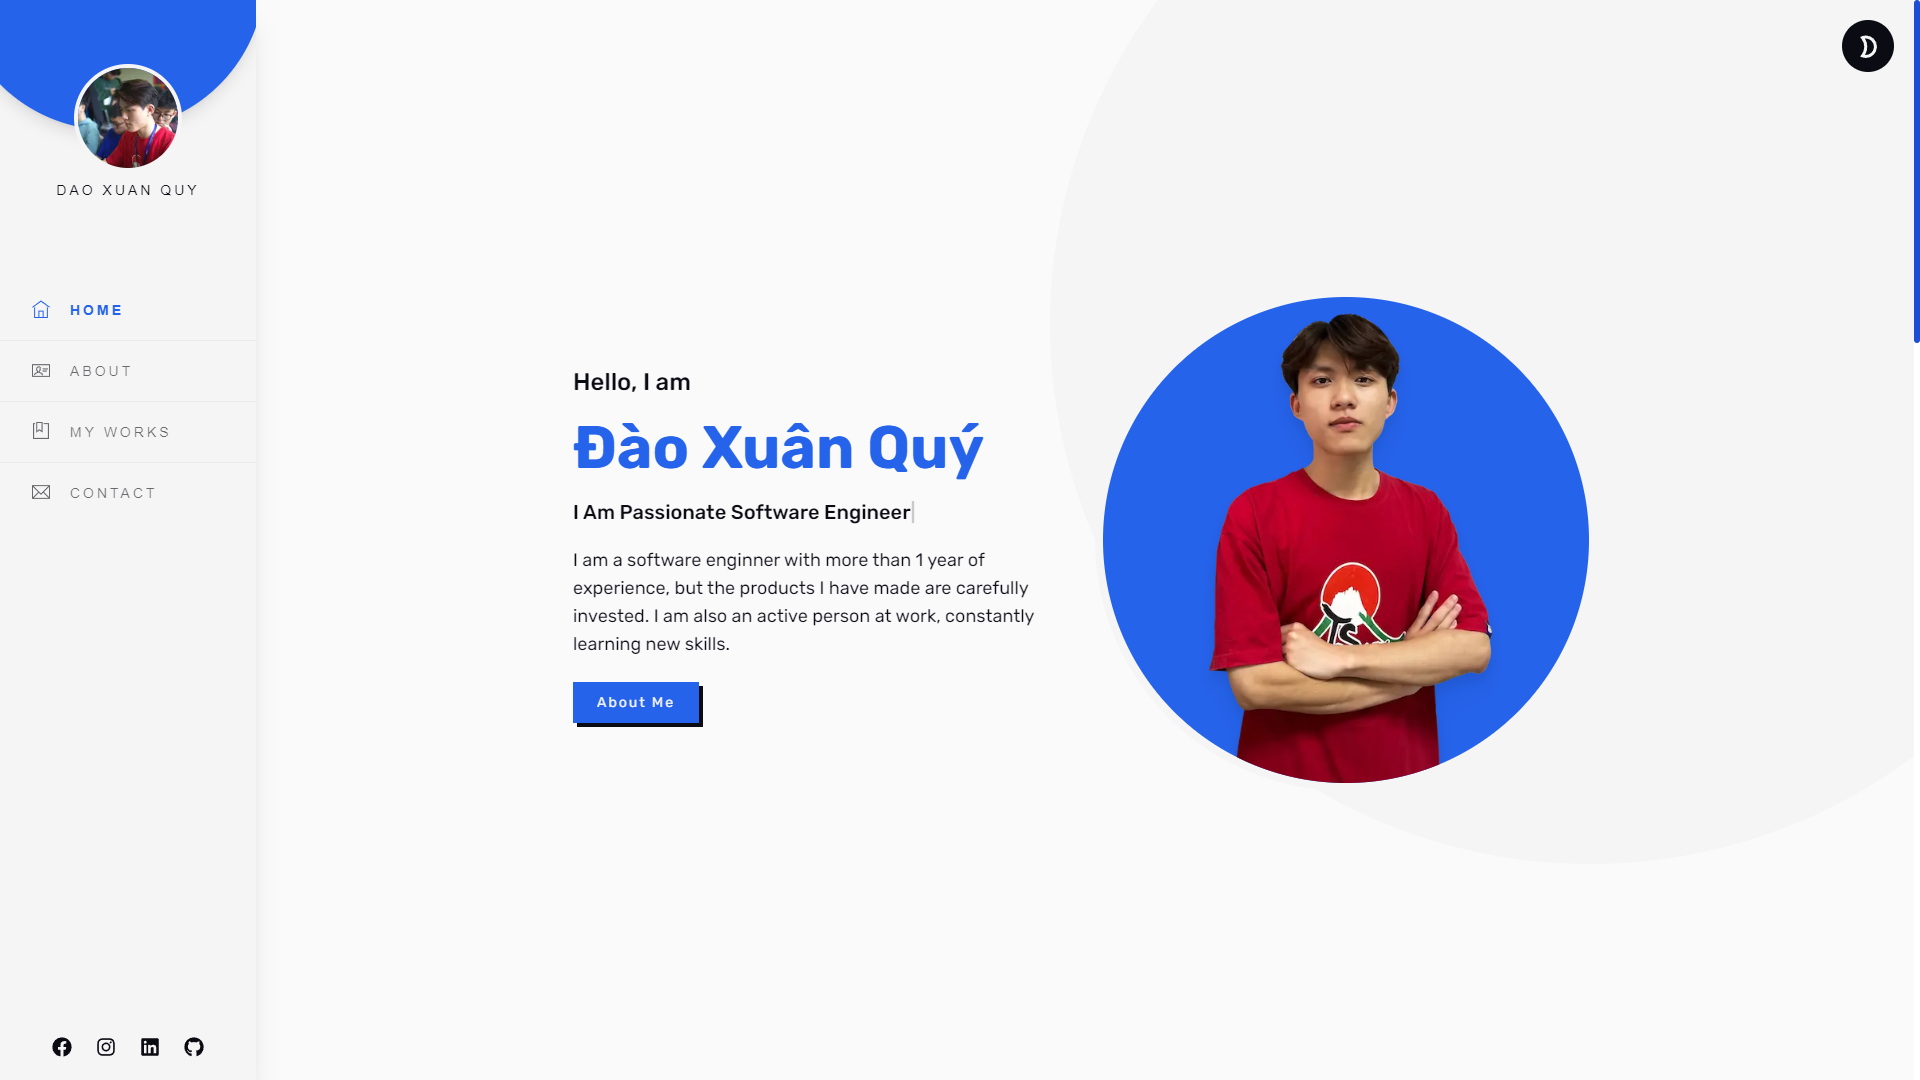 DAO XUAN QUY
HOME
ABOUT
MY WORKS
CONTACT
Hello, I am
Đào Xuân Quý
I Am Passionate Software Engineer
I am a software enginner with more than 1 year of
experience, but the products I have made are carefully
invested. I am also an active person at work, constantly
learning new skills.
About Me